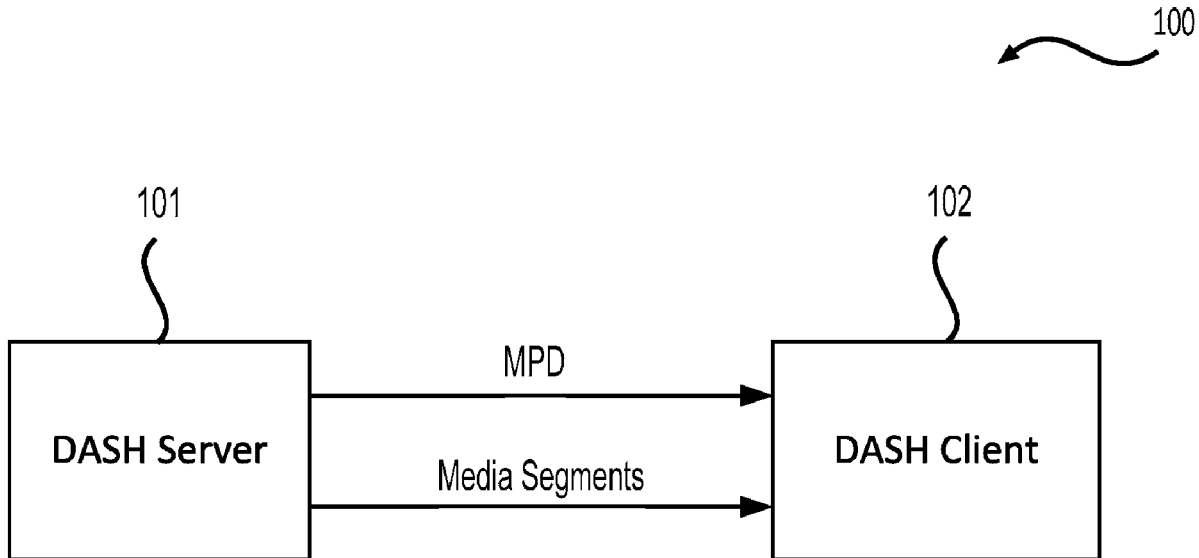 100
101
102
MPD
DASH Server
DASH Client
Media Segments